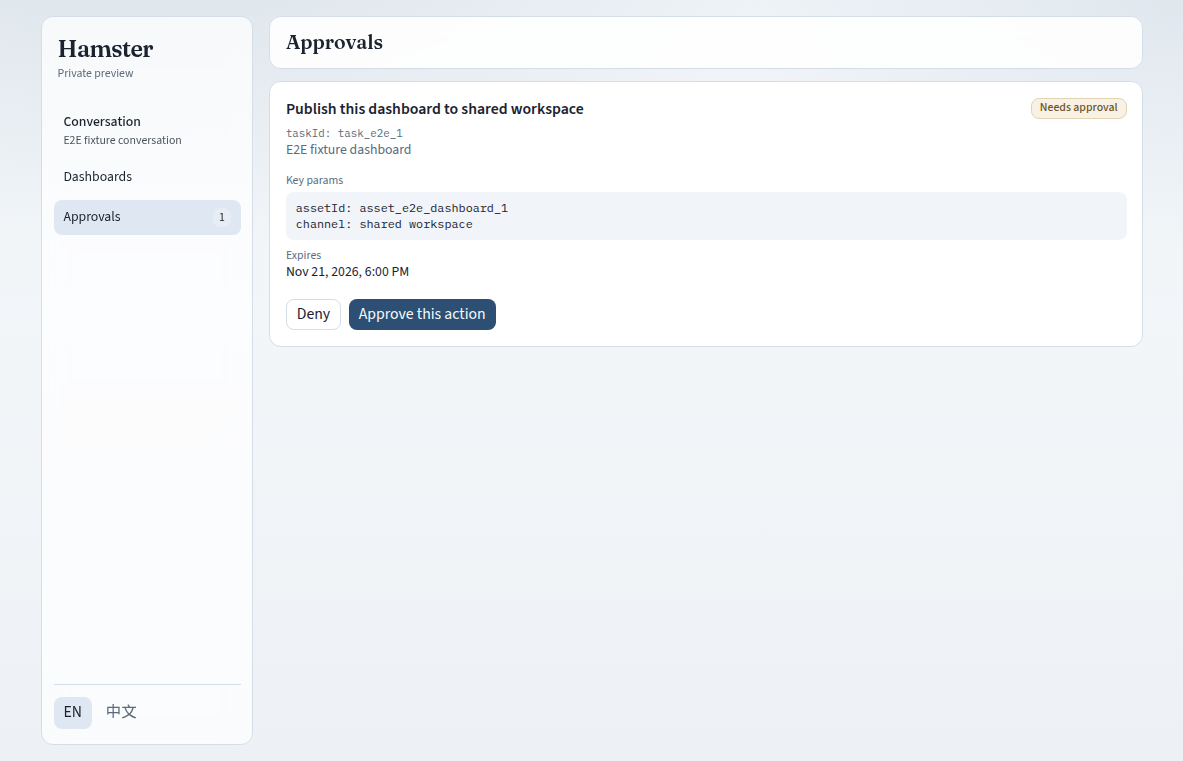 Hamster
Private preview
Conversation
E2E fixture conversation
Dashboards
Approvals 1
EN 中文
Approvals
Publish this dashboard to shared workspace
Needs approval
taskId: task_e2e_1
E2E fixture dashboard
Key params
assetId: asset_e2e_dashboard_1
channel: shared workspace
Expires
Nov 21, 2026, 6:00 PM
Deny Approve this action